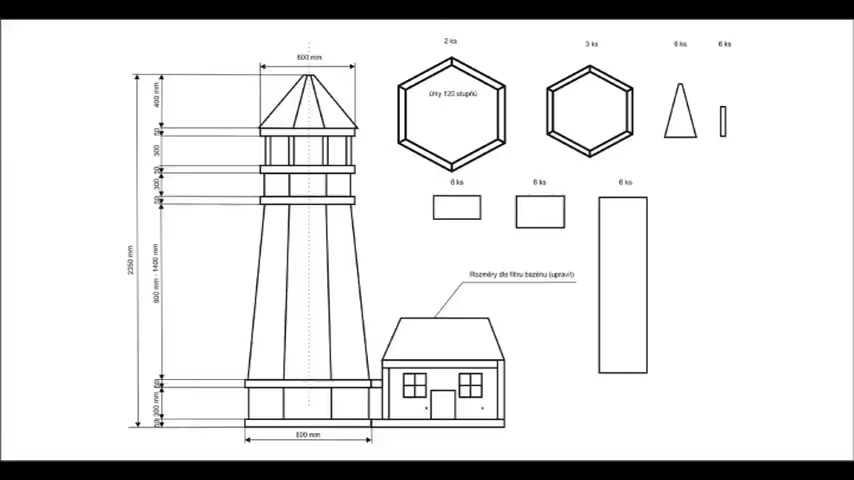 2 ks
3 ks
6 ks
6 ks
600 mm
úhly 120 stupňů
400 mm
50
300
50
300
50
6 ks
6 ks
6 ks
2350 mm
800 mm - 1400 mm
Rozměry dle filtru bazénu (upravit)
50
300 mm
50
800 mm